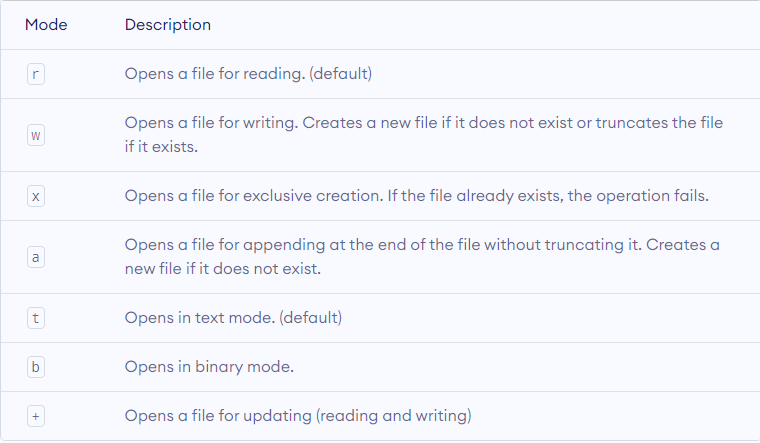 Mode Description
r Opens a file for reading. (default)
w Opens a file for writing. Creates a new file if it does not exist or truncates the file
if it exists.
x Opens a file for exclusive creation. If the file already exists, the operation fails.
a Opens a file for appending at the end of the file without truncating it. Creates a
new file if it does not exist.
t Opens in text mode. (default)
b Opens in binary mode.
+ Opens a file for updating (reading and writing)